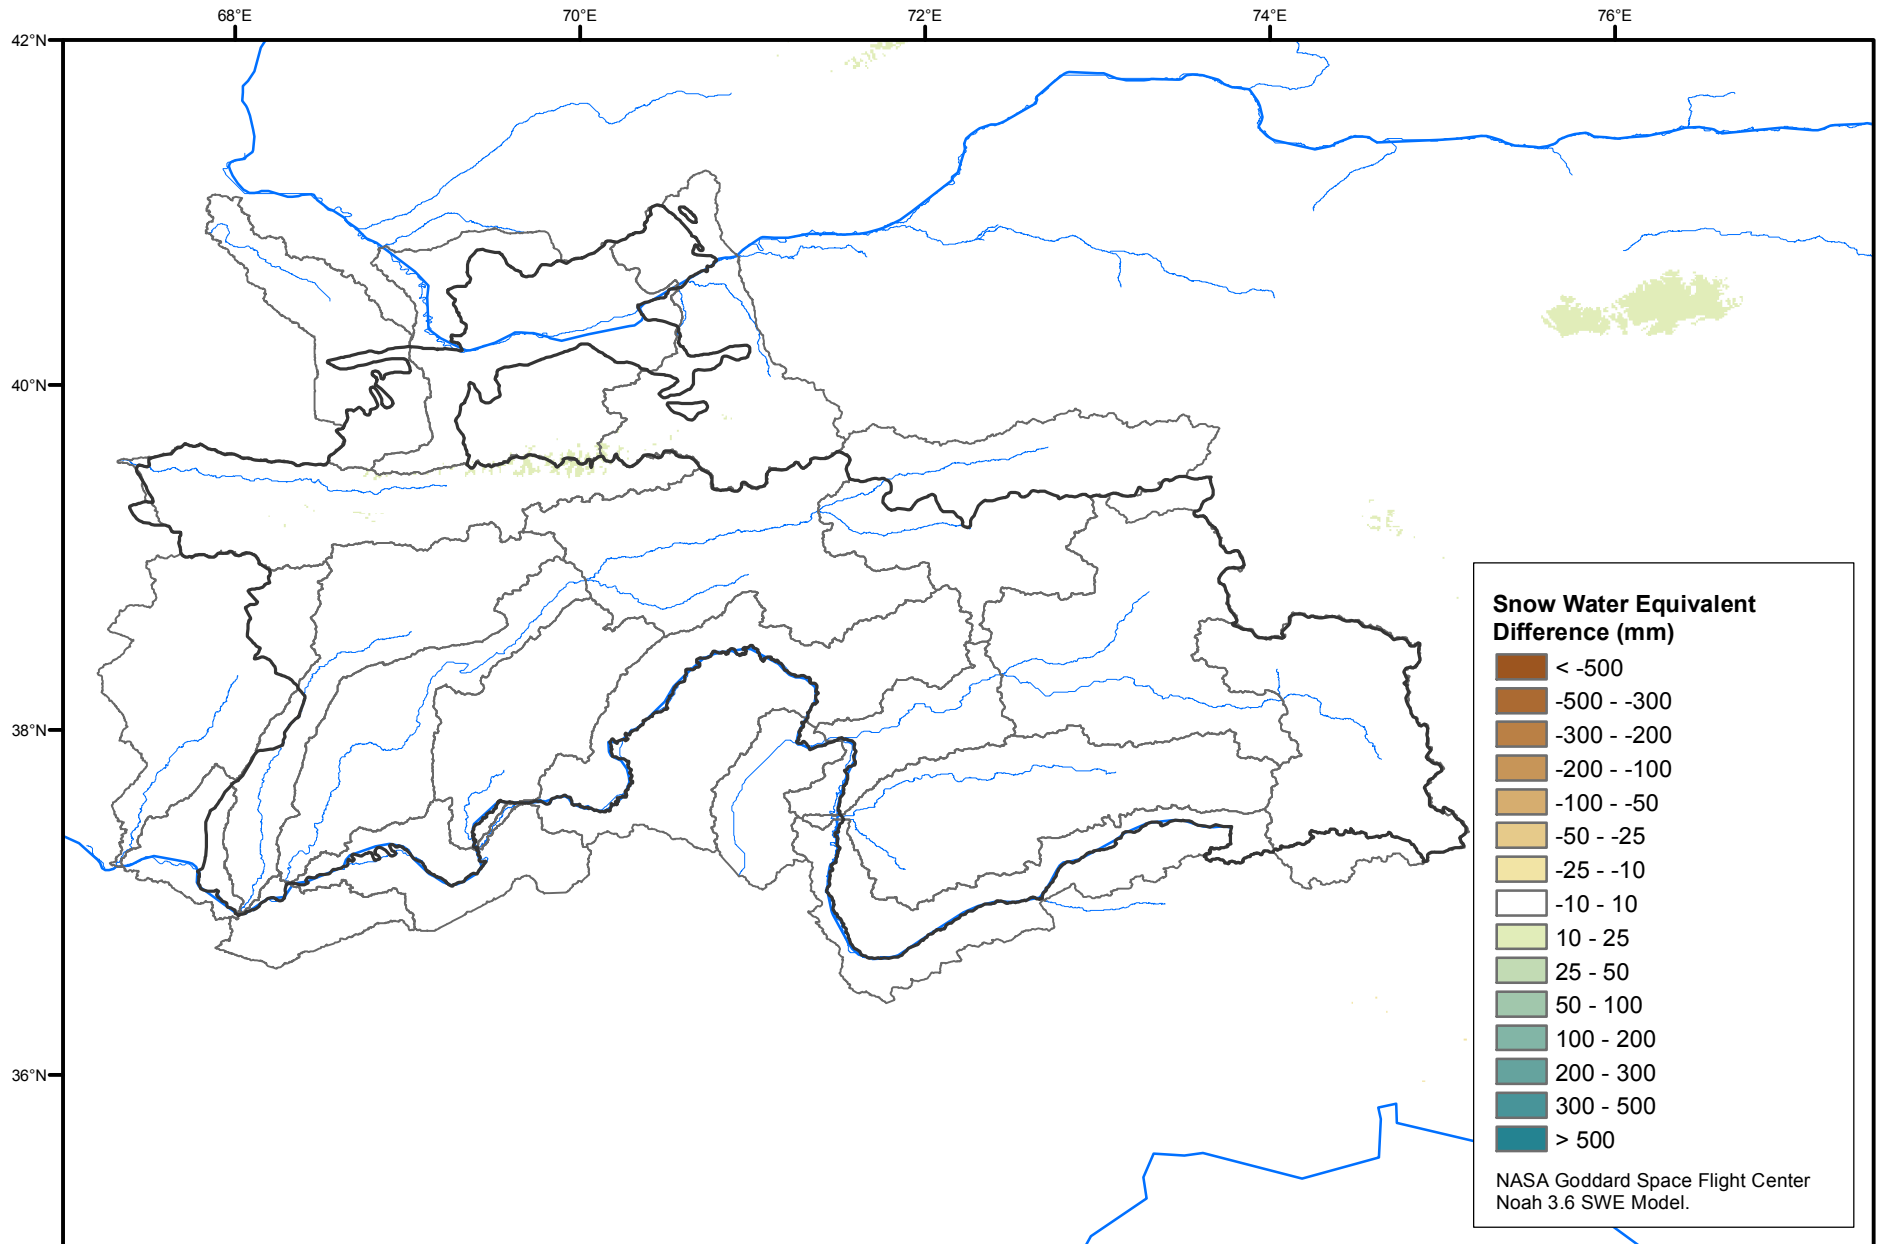 68°E 70°E 72°E 74°E 76°E
42°N
40°N
38°N
36°N
Snow Water Equivalent
Difference (mm)
< -500
-500 - -300
-300 - -200
-200 - -100
-100 - -50
-50 - -25
-25 - -10
-10 - 10
10 - 25
25 - 50
50 - 100
100 - 200
200 - 300
300 - 500
> 500
NASA Goddard Space Flight Center
Noah 3.6 SWE Model.